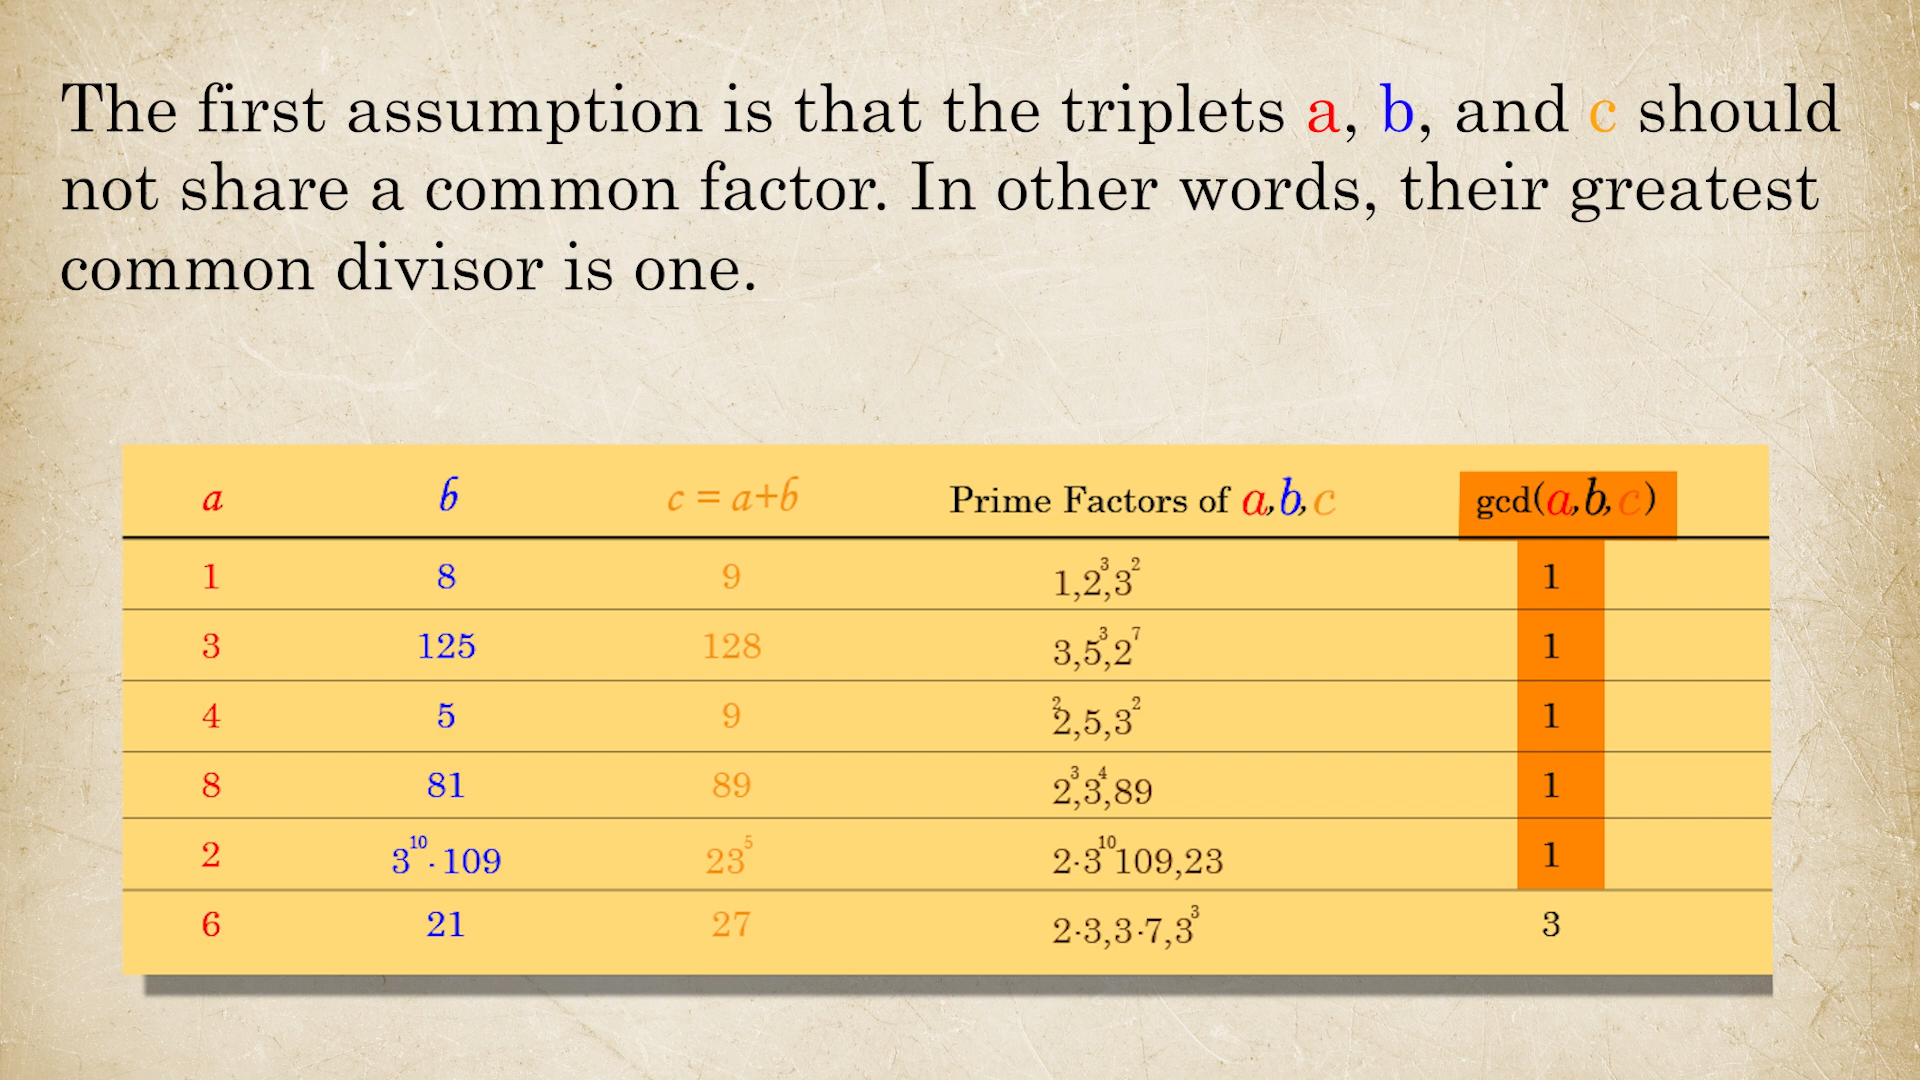 The first assumption is that the triplets a, b, and c should
not share a common factor. In other words, their greatest
common divisor is one.
a b c = a+b Prime Factors of a,b,c gcd(a,b,c)
1 8 9 1,2³,3² 1
3 125 128 3,5³,2⁷ 1
4 5 9 2²,5,3² 1
8 81 89 2³,3⁴,89 1
2 3¹⁰·109 23⁵ 2·3¹⁰109,23 1
6 21 27 2·3,3·7,3³ 3